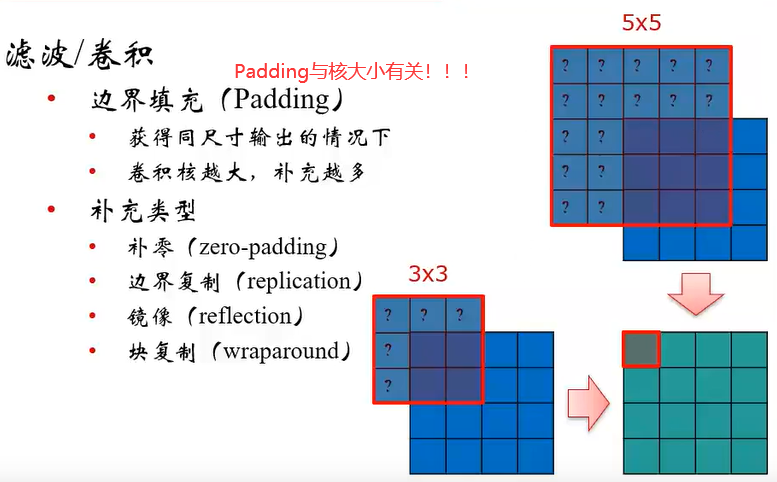 滤波/卷积
Padding与核大小有关！！！
• 边界填充（Padding）
• 获得同尺寸输出的情况下
• 卷积核越大，补充越多
• 补充类型
• 补零（zero-padding）
• 边界复制（replication）
• 镜像（reflection）
• 块复制（wraparound）
5x5
? ? ? ? ?
? ? ? ? ?
? ?
? ?
? ?
3x3
? ? ?
?
?